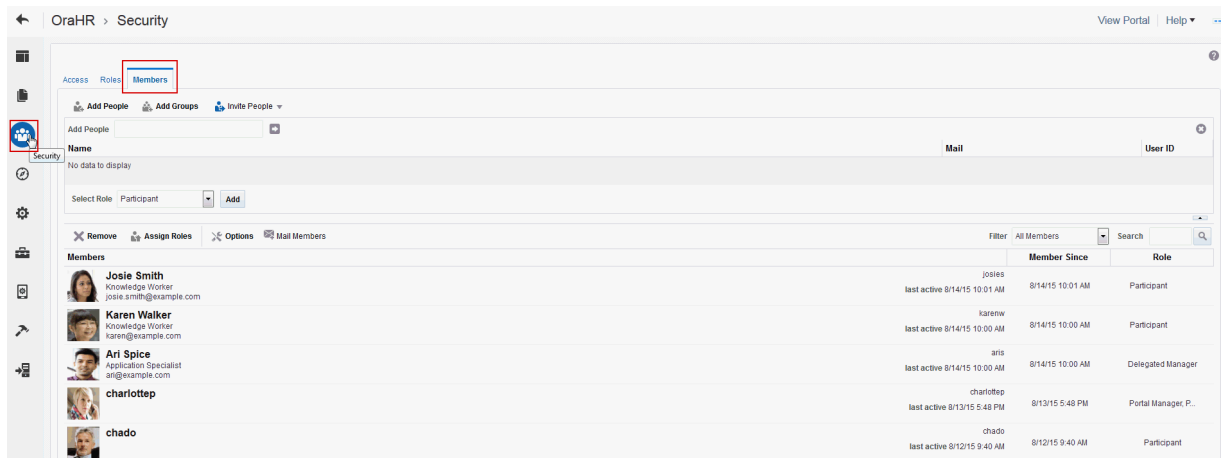 OraHR > Security
View Portal
Help
Access Roles Members
Add People Add Groups Invite People
Add People
Name Mail User ID
Security
No data to display
Select Role Participant Add
Remove Assign Roles Options Mail Members Filter All Members Search
Members Member Since Role
Josie Smith
Knowledge Worker
josie.smith@example.com
josies
last active 8/14/15 10:01 AM
8/14/15 10:01 AM
Participant
Karen Walker
Knowledge Worker
karen@example.com
karenw
last active 8/14/15 10:00 AM
8/14/15 10:00 AM
Participant
Ari Spice
Application Specialist
ari@example.com
aris
last active 8/14/15 10:00 AM
8/14/15 10:00 AM
Delegated Manager
charlottep
charlottep
last active 8/13/15 5:48 PM
8/13/15 5:48 PM
Portal Manager, P...
chado
chado
last active 8/12/15 9:40 AM
8/12/15 9:40 AM
Participant